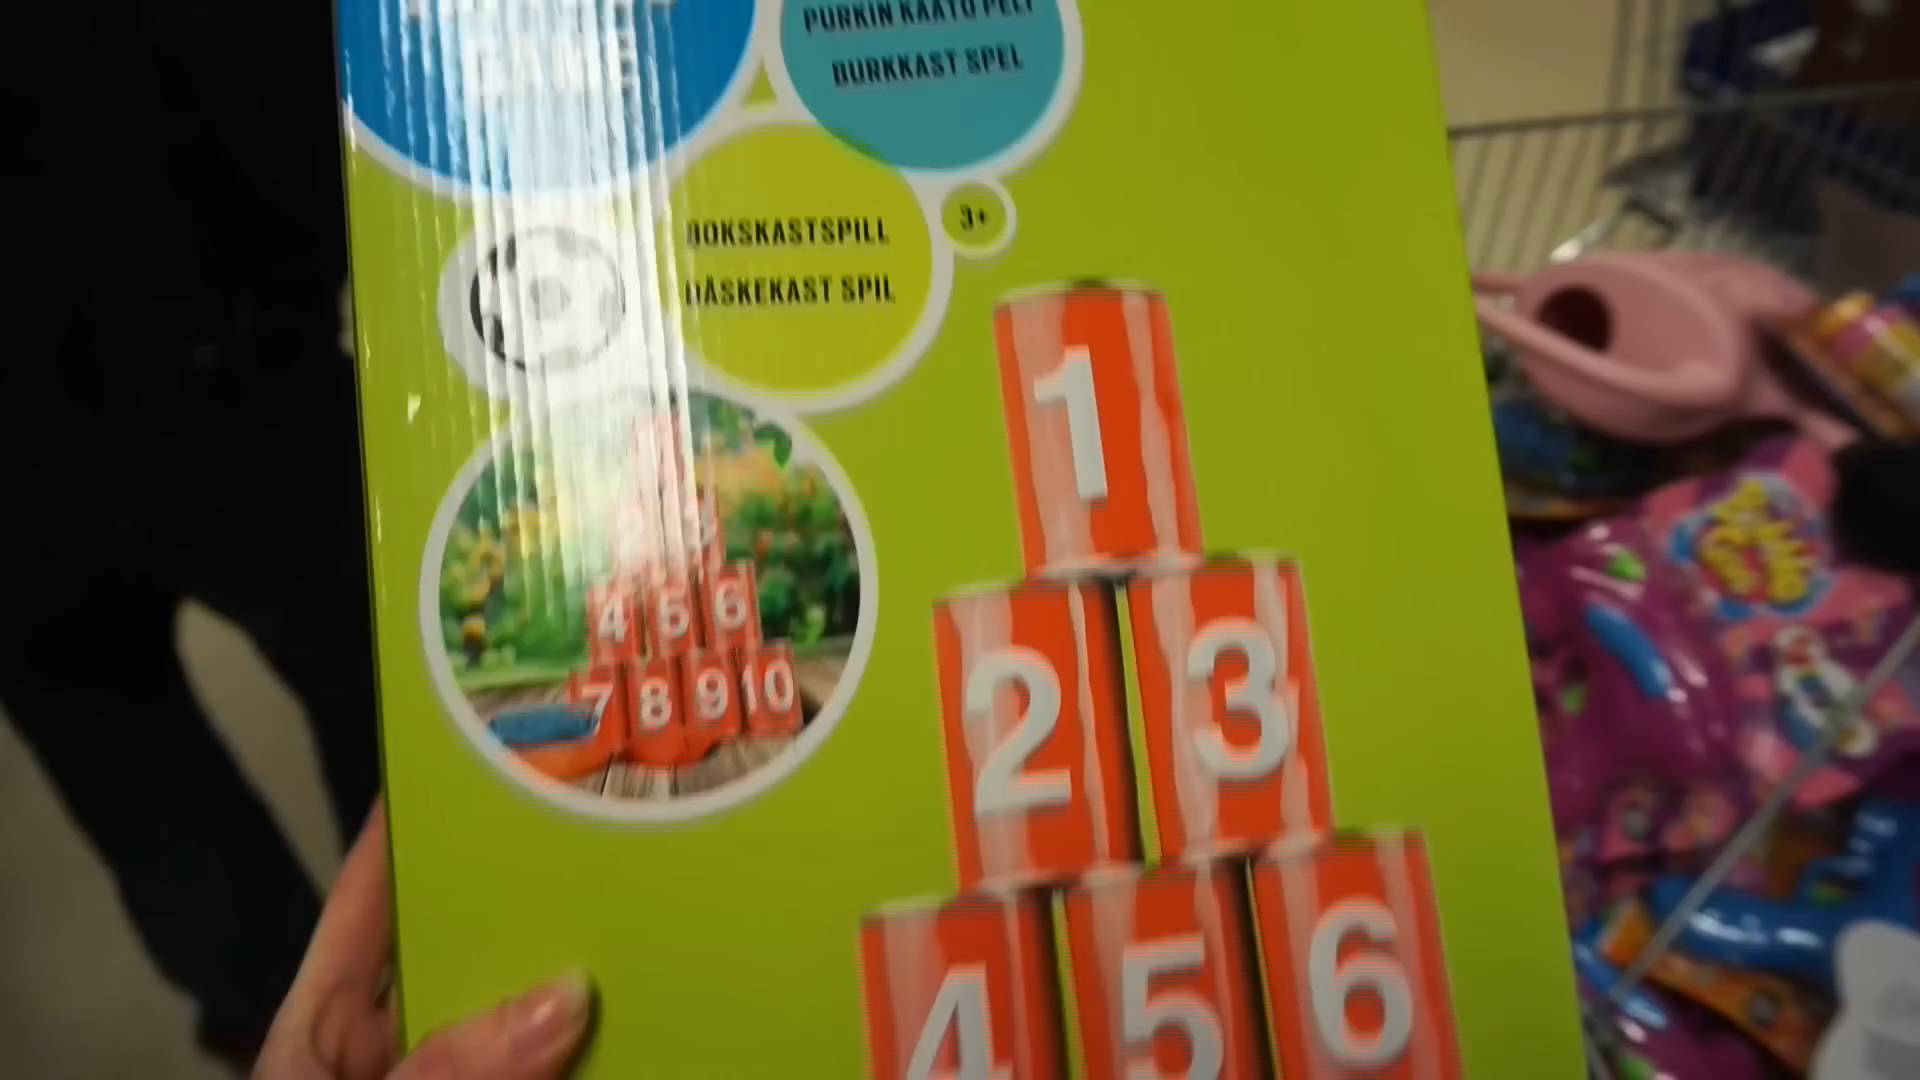 GAME
PURKIN KAATO PELI
BURKKAST SPEL
BOKSKASTSPILL
DÅSKEKAST SPIL
3+
1
2 3
4 5 6
4 5 6
7 8 9 10